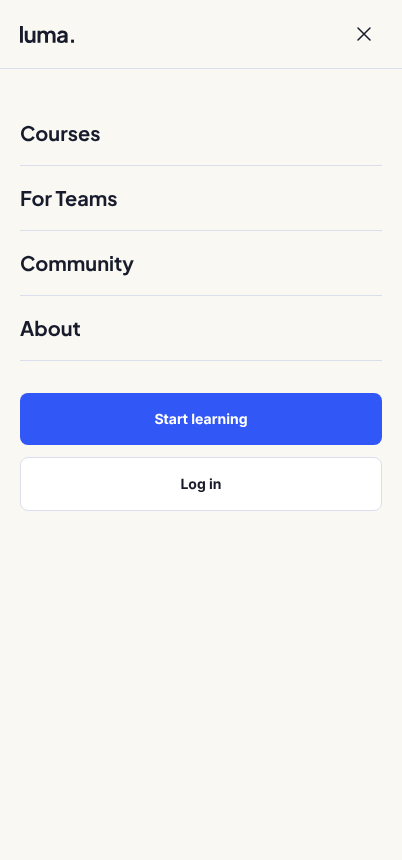 luma.
Courses
For Teams
Community
About
Start learning
Log in